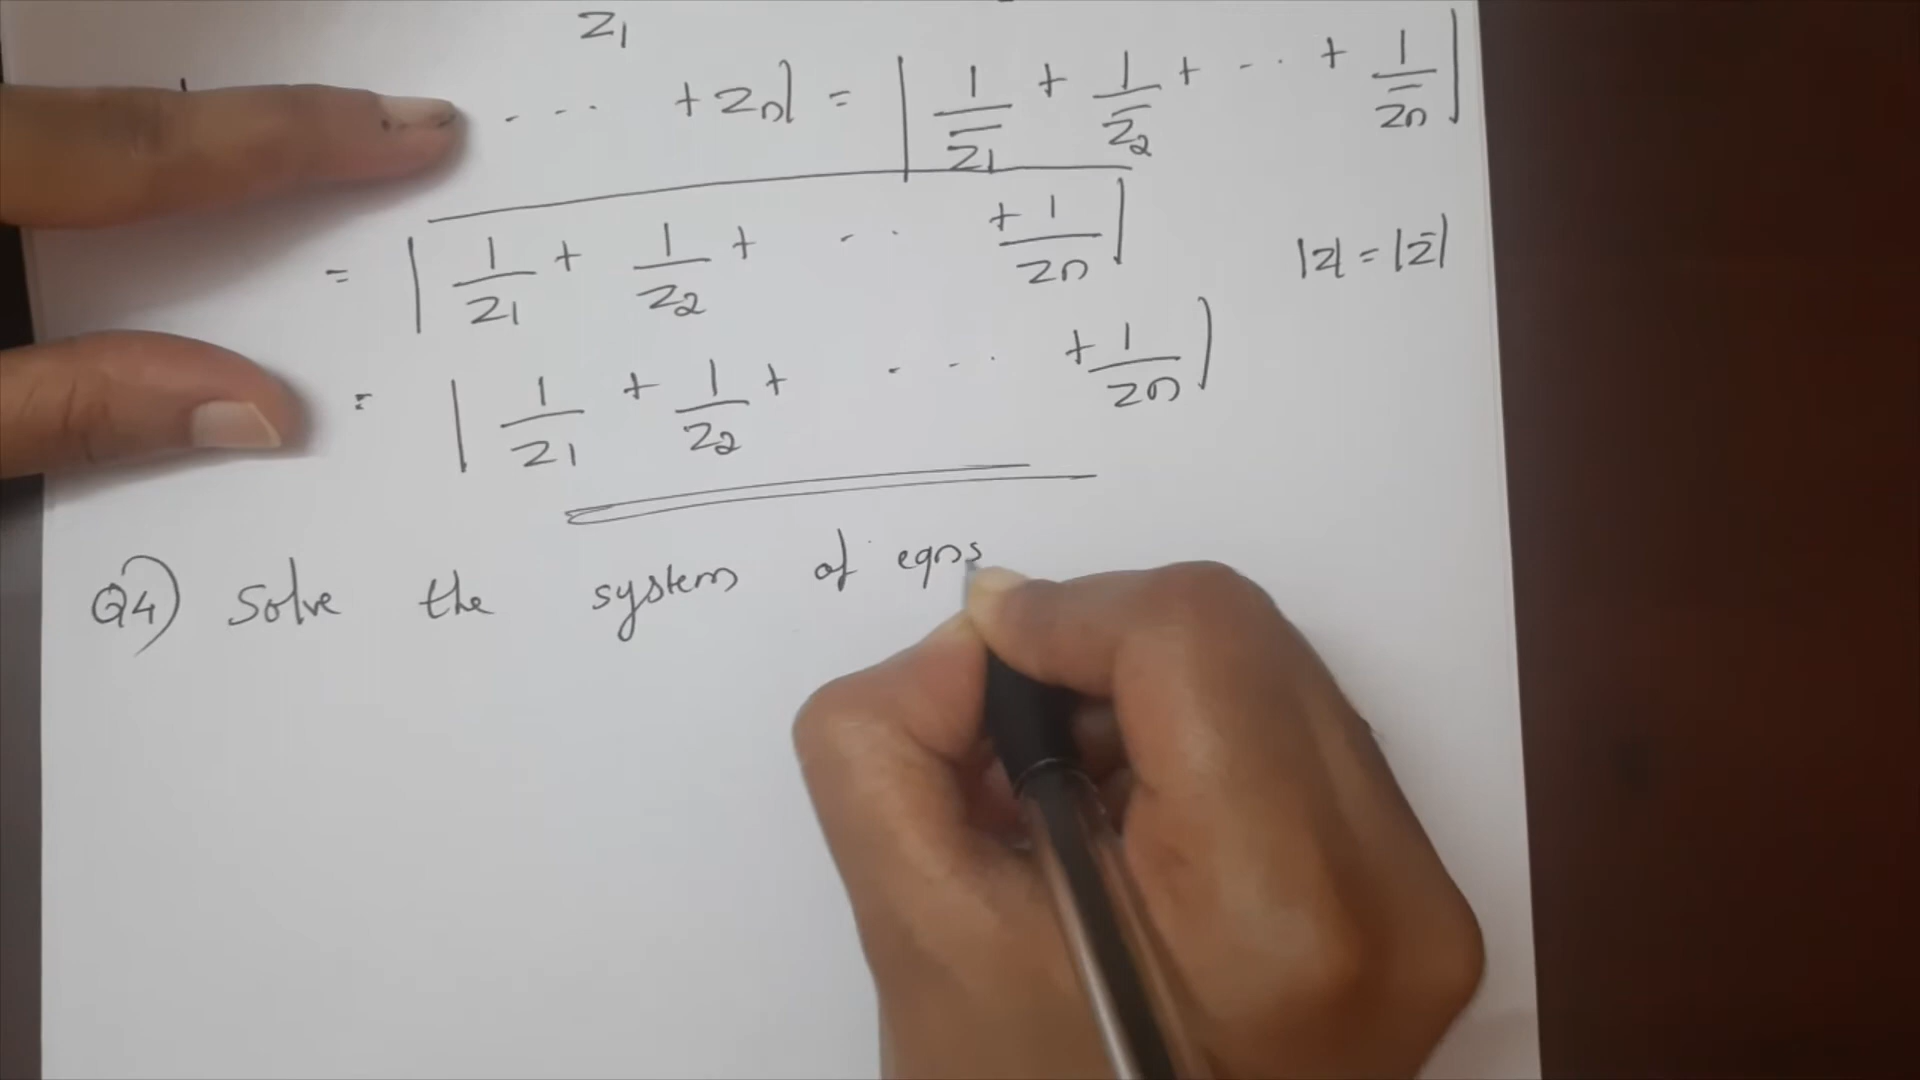 z₁
... + zₙ| = | 1/z̅₁ + 1/z̅₂ + ... + 1/z̅ₙ |
= | \overline{1/z₁ + 1/z₂ + ... + 1/zₙ} |
|z| = |z̅|
= | 1/z₁ + 1/z₂ + ... + 1/zₙ |
Q4) Solve the system of eqns